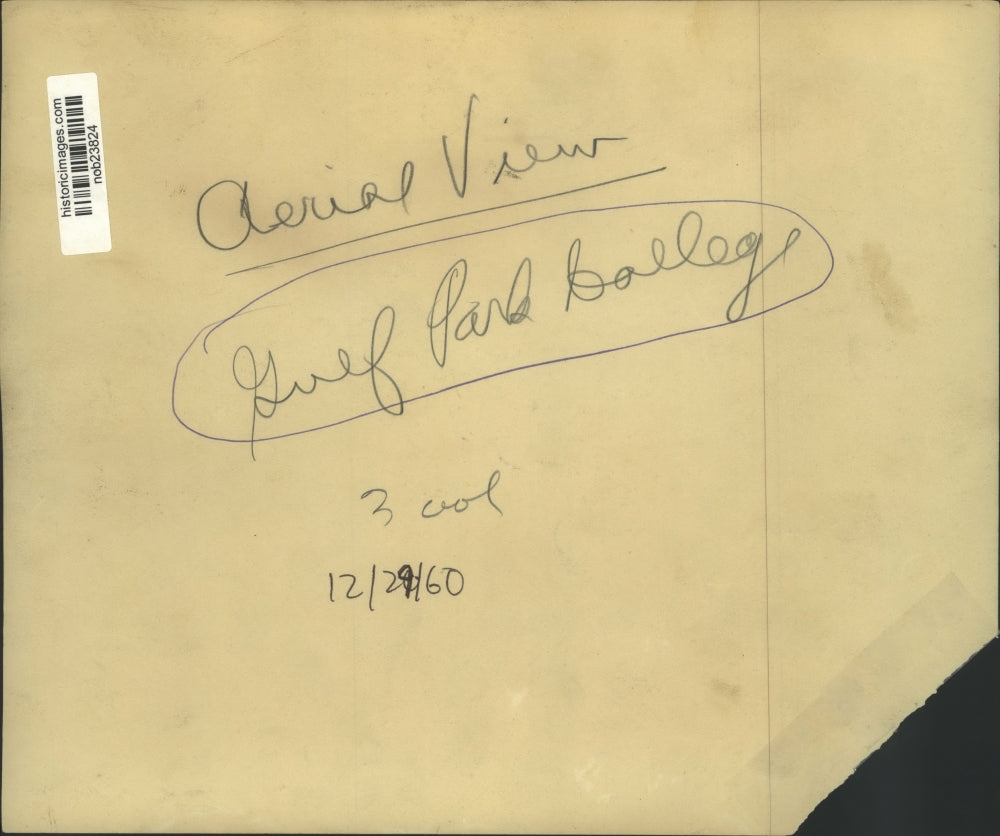 historicimages.com
nob23824
Aerial View
Gulf Park College
3 col
12/29/60